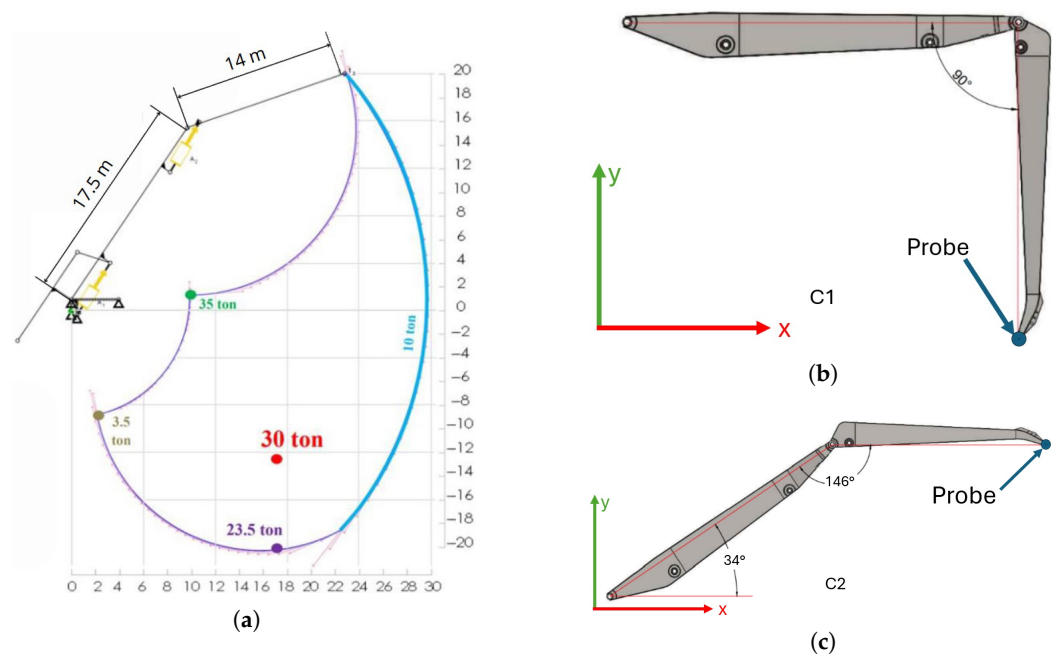 14 m
17.5 m
20
18
16
14
12
10
8
6
4
2
0
−2
−4
−6
−8
−10
−12
−14
−16
−18
−20
35 ton
10 ton
3.5
ton
30 ton
23.5 ton
0 2 4 6 8 10 12 14 16 18 20 22 24 26 28 30
(a)
90°
y
Probe
C1
x
(b)
146°
Probe
y
34°
C2
x
(c)